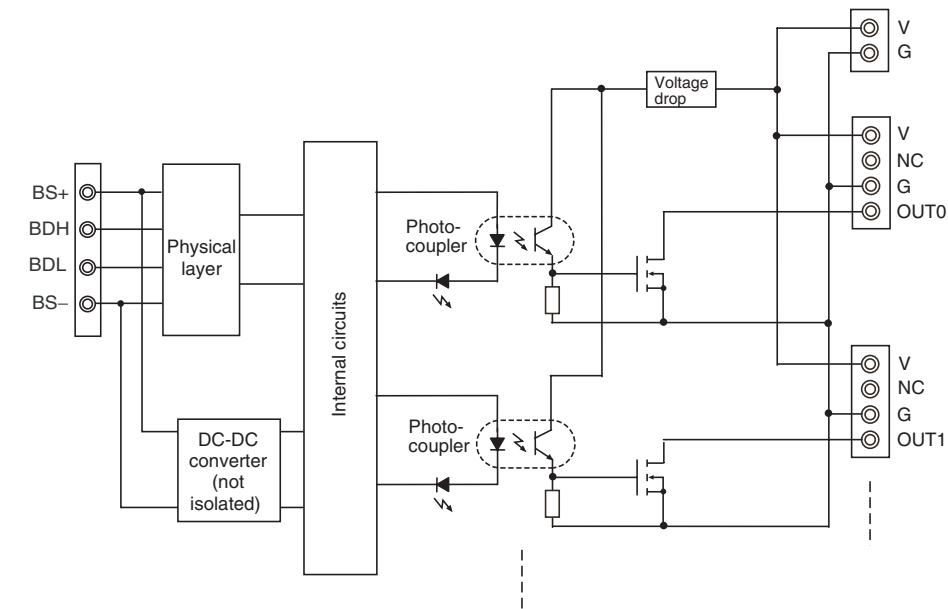 V
G
Voltage
drop
V
NC
G
OUT0
BS+
BDH
BDL
BS−
Physical
layer
Internal circuits
Photo-
coupler
V
NC
G
OUT1
Photo-
coupler
DC-DC
converter
(not
isolated)